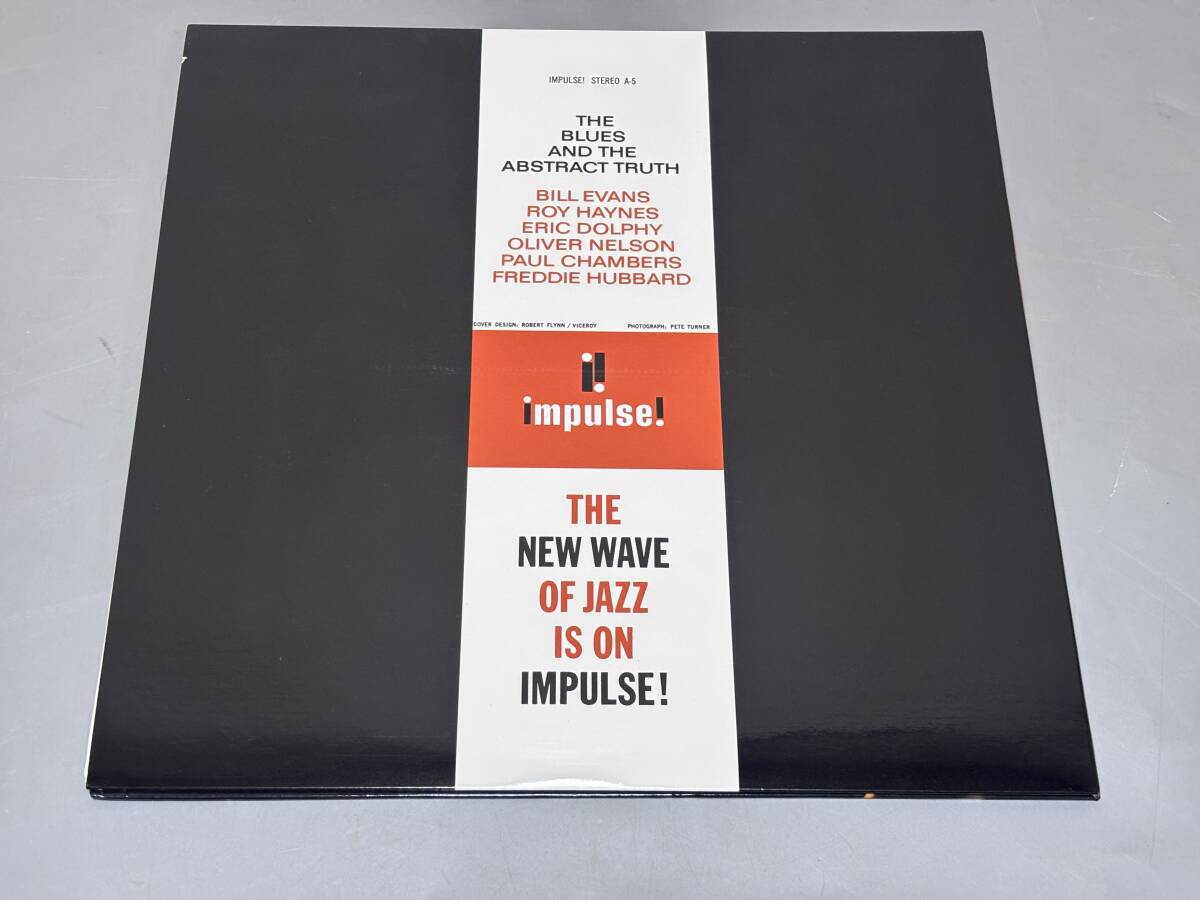 IMPULSE! STEREO A-5
THE
BLUES
AND THE
ABSTRACT TRUTH
BILL EVANS
ROY HAYNES
ERIC DOLPHY
OLIVER NELSON
PAUL CHAMBERS
FREDDIE HUBBARD
COVER DESIGN: ROBERT FLYNN / VICEROY PHOTOGRAPH: PETE TURNER
i!
impulse!
THE
NEW WAVE
OF JAZZ
IS ON
IMPULSE!